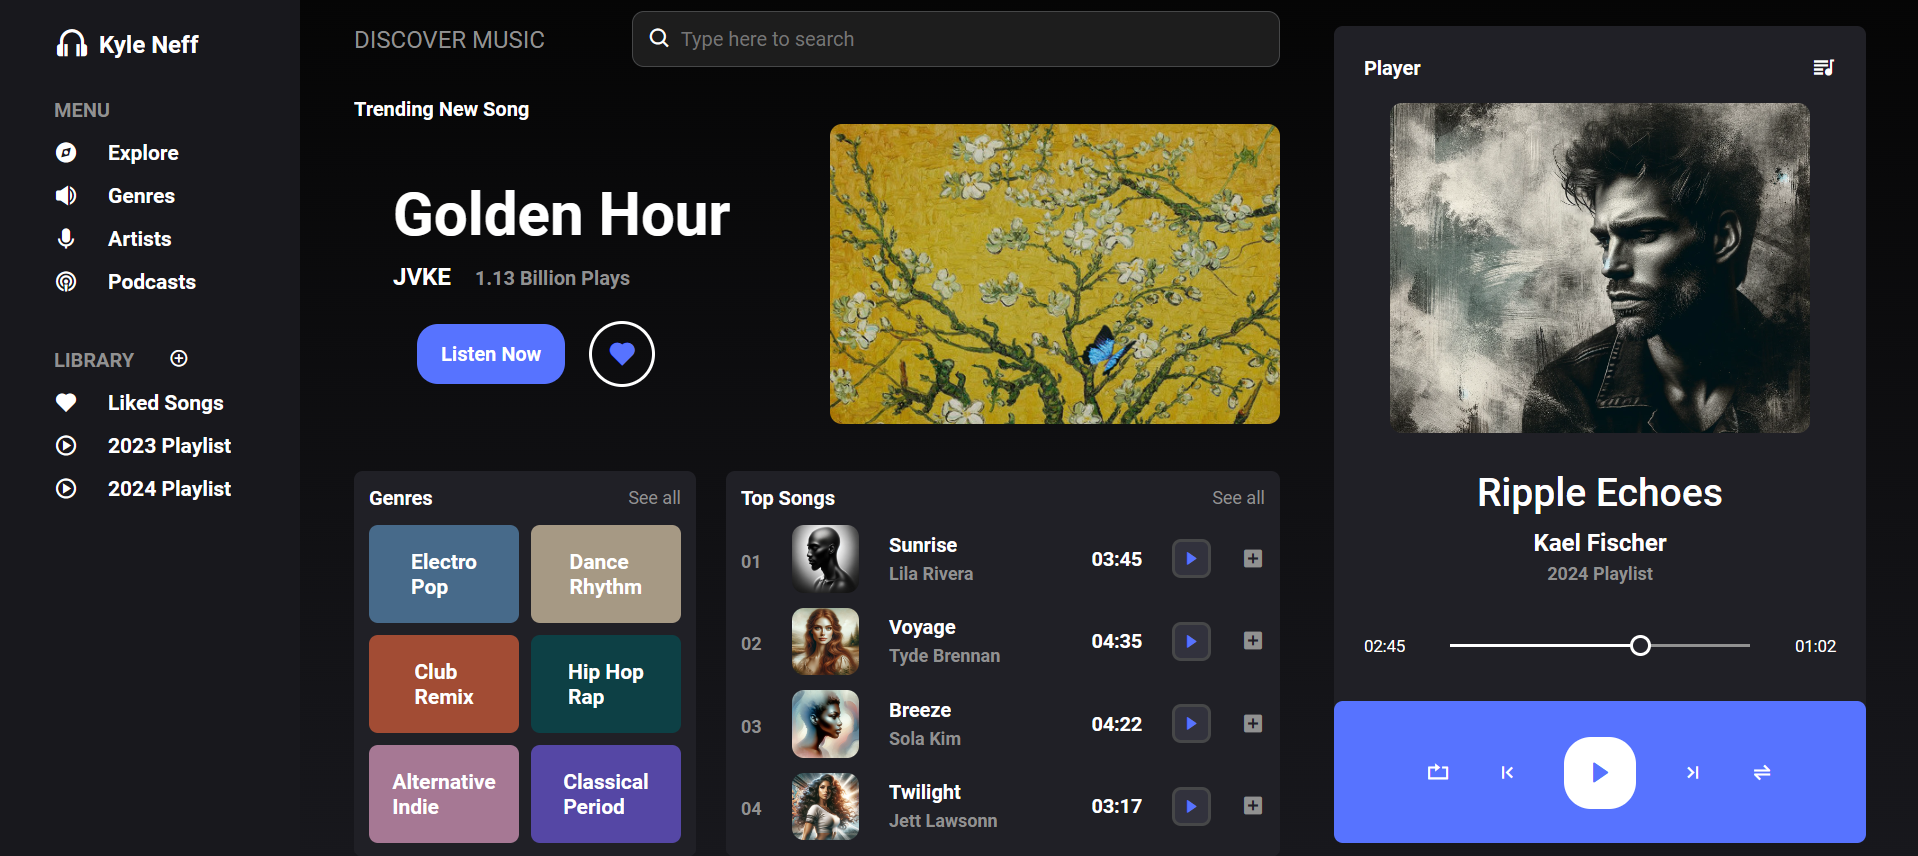 Kyle Neff
MENU
Explore
Genres
Artists
Podcasts
LIBRARY
Liked Songs
2023 Playlist
2024 Playlist
DISCOVER MUSIC
Type here to search
Trending New Song
Golden Hour
JVKE 1.13 Billion Plays
Listen Now
Genres See all
Electro
Pop
Dance
Rhythm
Club
Remix
Hip Hop
Rap
Alternative
Indie
Classical
Period
Top Songs See all
01
Sunrise
Lila Rivera
03:45
02
Voyage
Tyde Brennan
04:35
03
Breeze
Sola Kim
04:22
04
Twilight
Jett Lawsonn
03:17
Player
Ripple Echoes
Kael Fischer
2024 Playlist
02:45 01:02